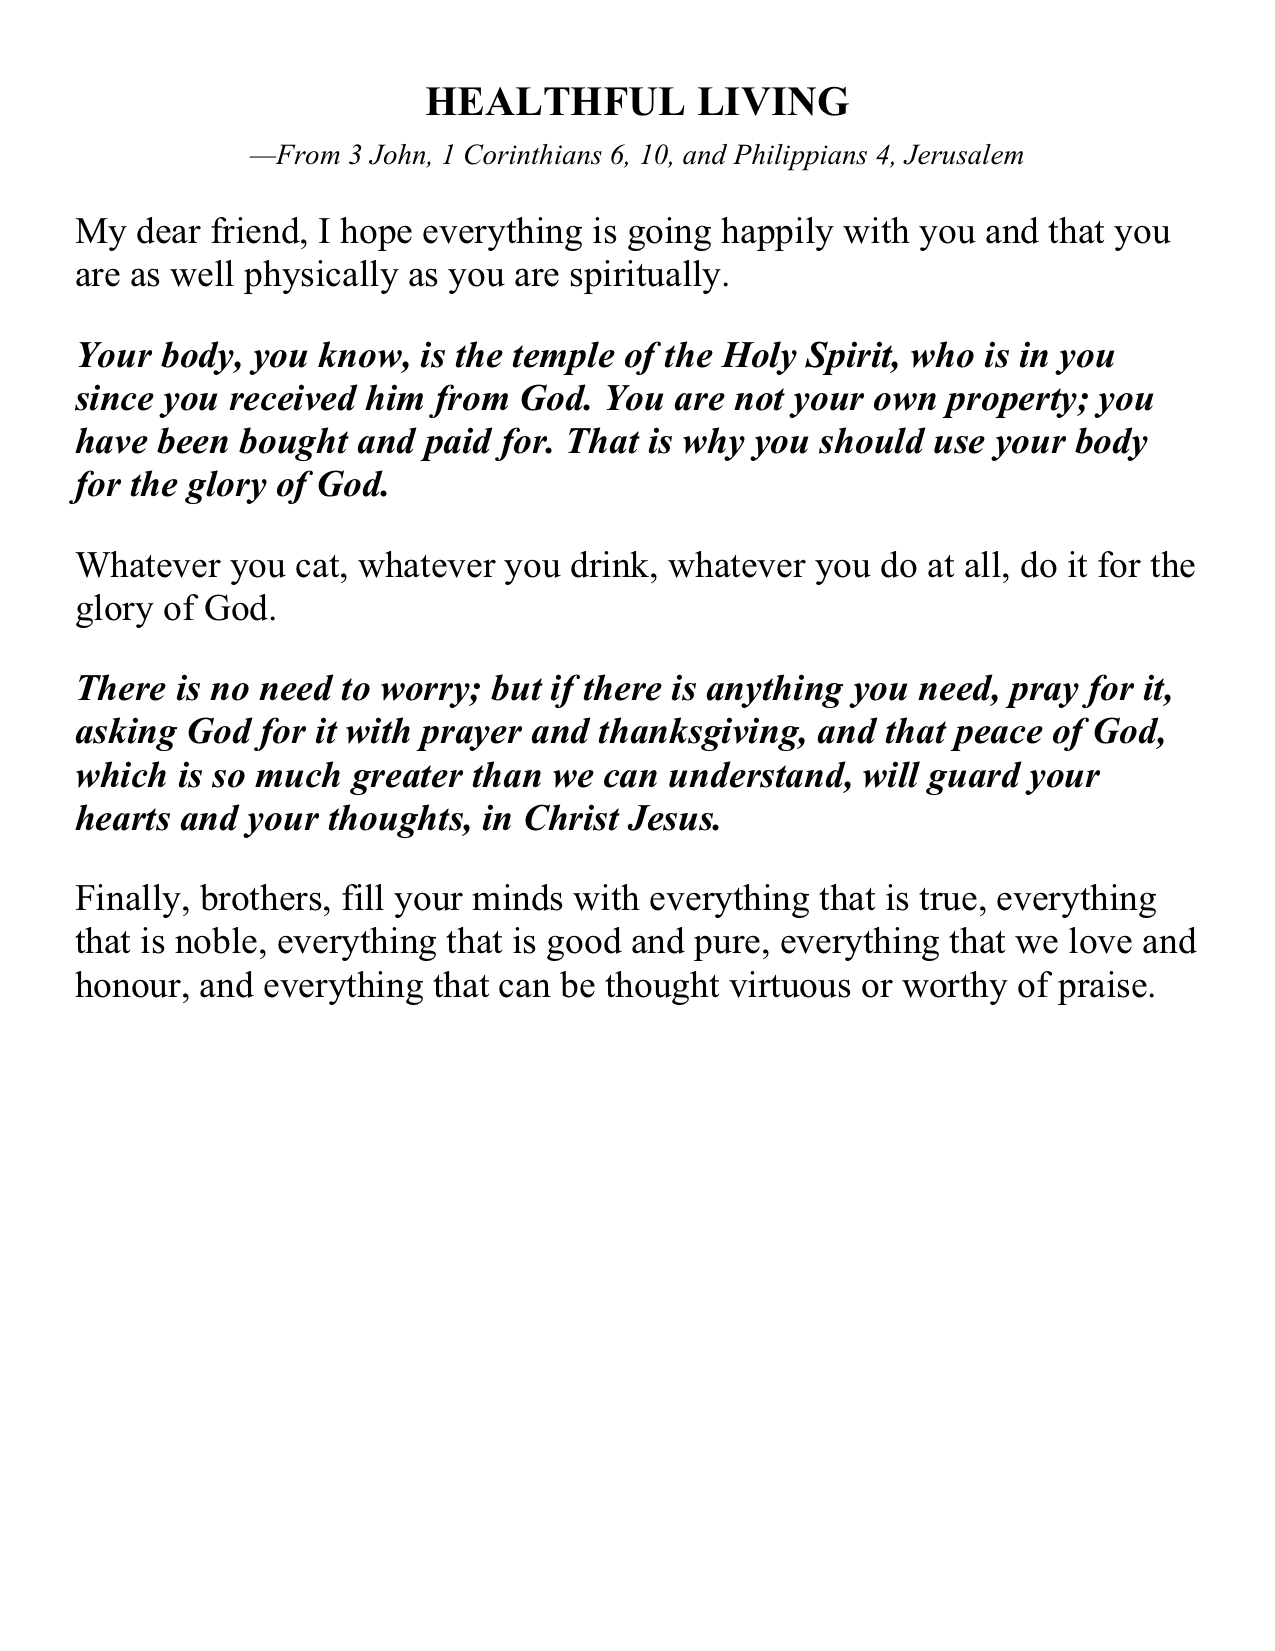 HEALTHFUL LIVING
—From 3 John, 1 Corinthians 6, 10, and Philippians 4, Jerusalem
My dear friend, I hope everything is going happily with you and that you
are as well physically as you are spiritually.
Your body, you know, is the temple of the Holy Spirit, who is in you
since you received him from God. You are not your own property; you
have been bought and paid for. That is why you should use your body
for the glory of God.
Whatever you cat, whatever you drink, whatever you do at all, do it for the
glory of God.
There is no need to worry; but if there is anything you need, pray for it,
asking God for it with prayer and thanksgiving, and that peace of God,
which is so much greater than we can understand, will guard your
hearts and your thoughts, in Christ Jesus.
Finally, brothers, fill your minds with everything that is true, everything
that is noble, everything that is good and pure, everything that we love and
honour, and everything that can be thought virtuous or worthy of praise.